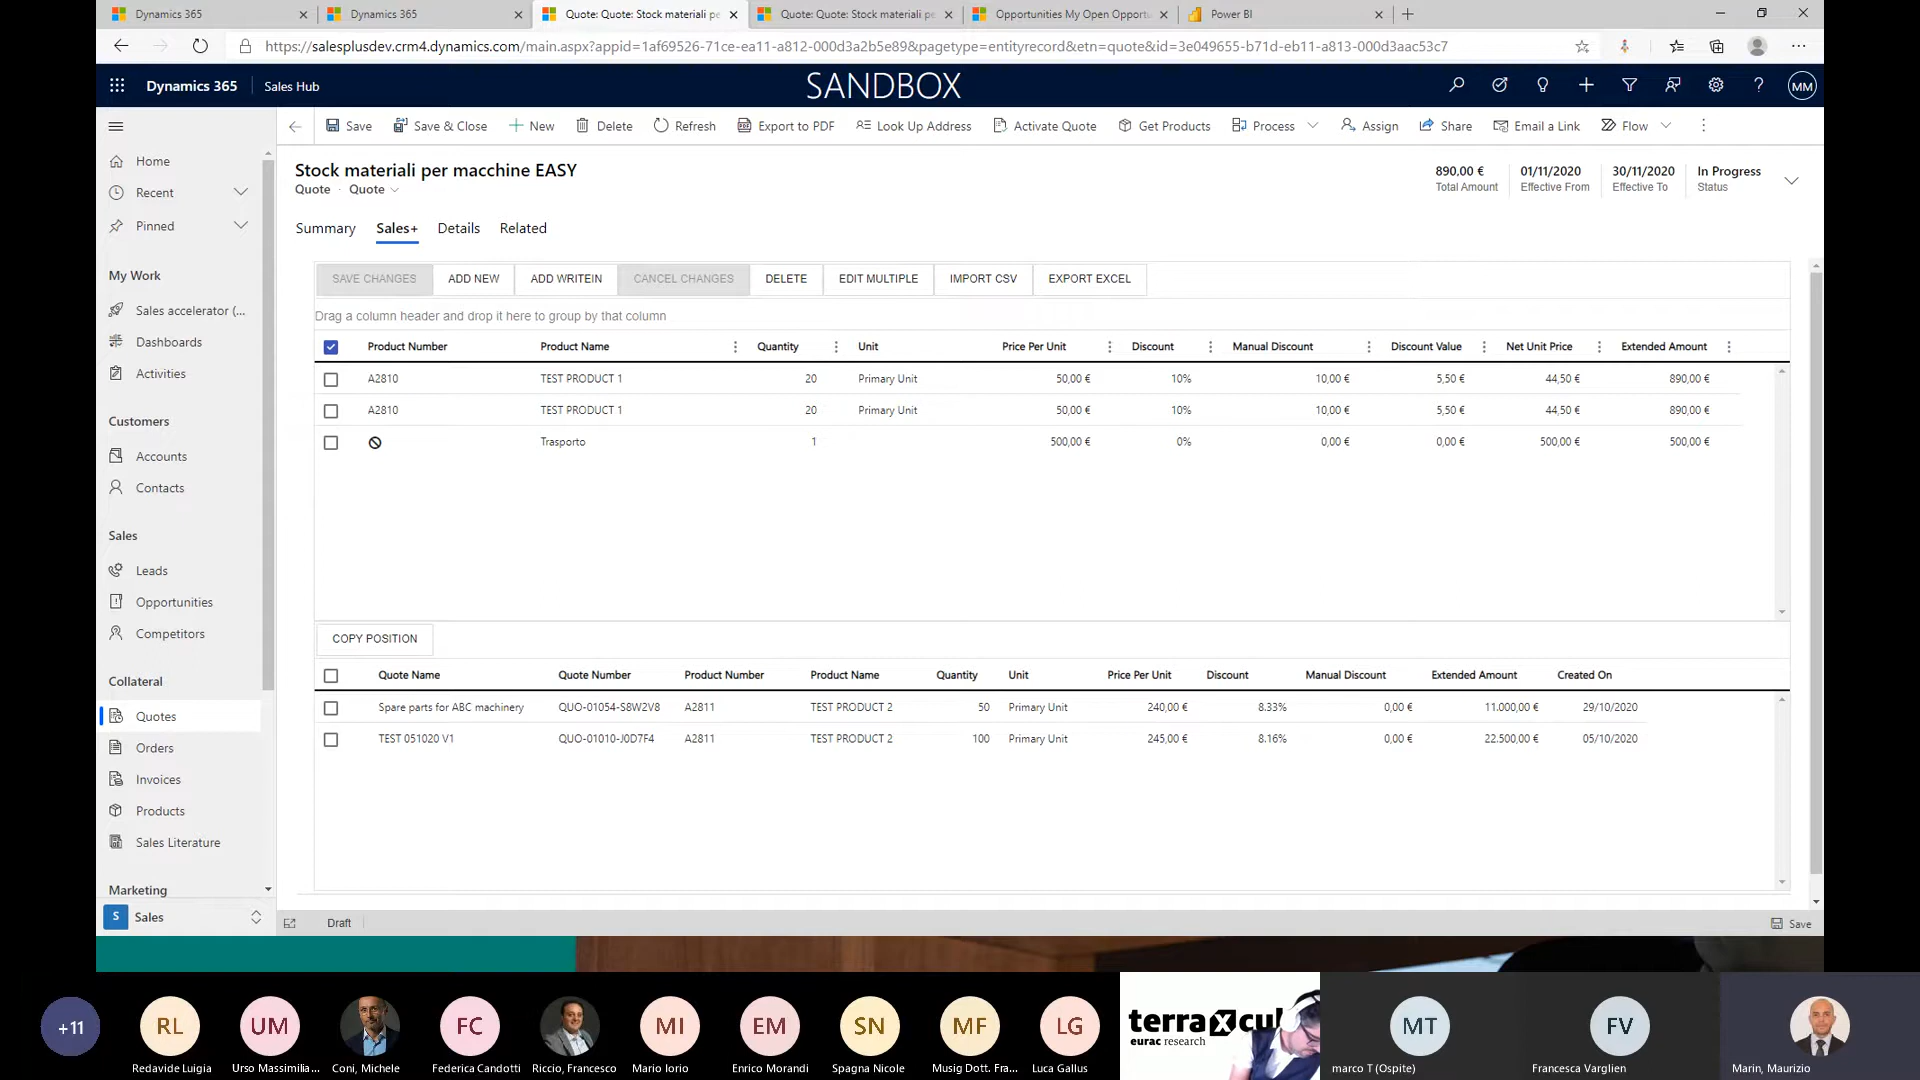 Dynamics 365
Dynamics 365
Quote: Quote: Stock materiali pe
Quote: Quote: Stock materiali pe
Opportunities My Open Opportu
Power BI
https://salesplusdev.crm4.dynamics.com/main.aspx?appid=1af69526-71ce-ea11-a812-000d3a2b5e89&pagetype=entityrecord&etn=quote&id=3e049655-b71d-eb11-a813-000d3aac53c7
Dynamics 365 Sales Hub
SANDBOX
MM
Save
Save & Close
New
Delete
Refresh
Export to PDF
Look Up Address
Activate Quote
Get Products
Process
Assign
Share
Email a Link
Flow
Home
Recent
Pinned
My Work
Sales accelerator (...
Dashboards
Activities
Customers
Accounts
Contacts
Sales
Leads
Opportunities
Competitors
Collateral
Quotes
Orders
Invoices
Products
Sales Literature
Marketing
S Sales
Stock materiali per macchine EASY
Quote · Quote
890,00 € 01/11/2020 30/11/2020 In Progress
Total Amount Effective From Effective To Status
Summary Sales+ Details Related
SAVE CHANGES ADD NEW ADD WRITEIN CANCEL CHANGES DELETE EDIT MULTIPLE IMPORT CSV EXPORT EXCEL
Drag a column header and drop it here to group by that column
Product Number Product Name Quantity Unit Price Per Unit Discount Manual Discount Discount Value Net Unit Price Extended Amount
A2810 TEST PRODUCT 1 20 Primary Unit 50,00 € 10% 10,00 € 5,50 € 44,50 € 890,00 €
A2810 TEST PRODUCT 1 20 Primary Unit 50,00 € 10% 10,00 € 5,50 € 44,50 € 890,00 €
Trasporto 1 500,00 € 0% 0,00 € 0,00 € 500,00 € 500,00 €
COPY POSITION
Quote Name Quote Number Product Number Product Name Quantity Unit Price Per Unit Discount Manual Discount Extended Amount Created On
Spare parts for ABC machinery QUO-01054-S8W2V8 A2811 TEST PRODUCT 2 50 Primary Unit 240,00 € 8.33% 0,00 € 11.000,00 € 29/10/2020
TEST 051020 V1 QUO-01010-J0D7F4 A2811 TEST PRODUCT 2 100 Primary Unit 245,00 € 8.16% 0,00 € 22.500,00 € 05/10/2020
Draft
Save
+11
RL
UM
FC
MI
EM
SN
MF
LG
terraxcu
eurac research
MT
FV
Redavide Luigia
Urso Massimilia...
Coni, Michele
Federica Candotti
Riccio, Francesco
Mario Iorio
Enrico Morandi
Spagna Nicole
Musig Dott. Fra...
Luca Gallus
marco T (Ospite)
Francesca Varglien
Marin, Maurizio